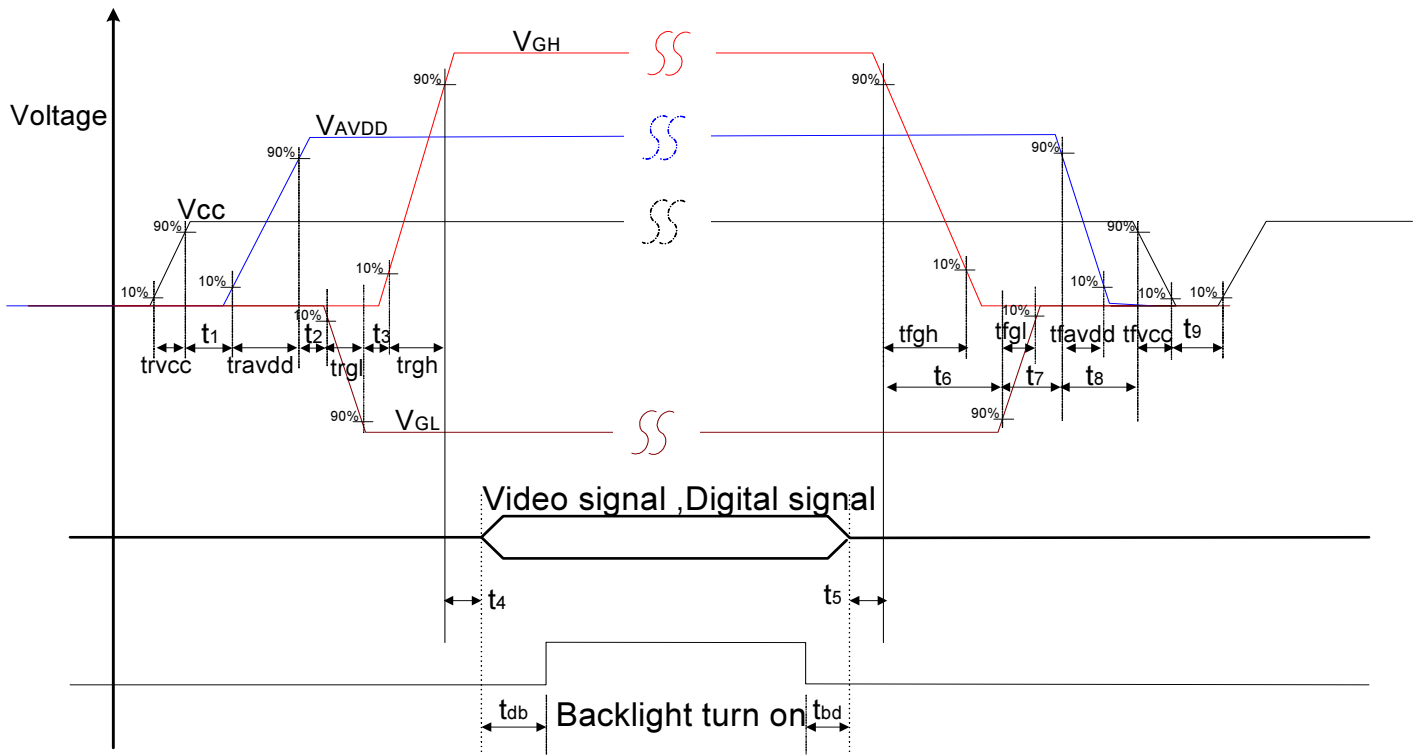 VGH
90%
90%
Voltage
VAVDD
90%
90%
Vcc
90%
90%
10%
10%
10%
10%
10%
10%
10%
10%
10%
t1
t2
t3
tfgh
tfgl
tfavdd
tfvcc
t9
trvcc
travdd
trgl
trgh
t6
t7
t8
90%
VGL
90%
Video signal ,Digital signal
t4
t5
tdb
Backlight turn on
tbd